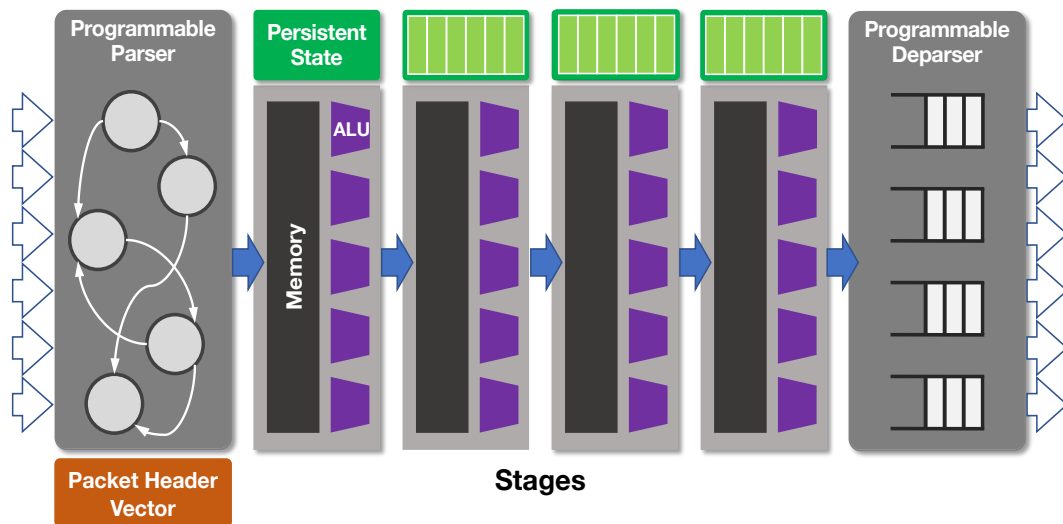 Programmable
Parser
Persistent
State
Programmable
Deparser
ALU
Memory
Stages
Packet Header
Vector